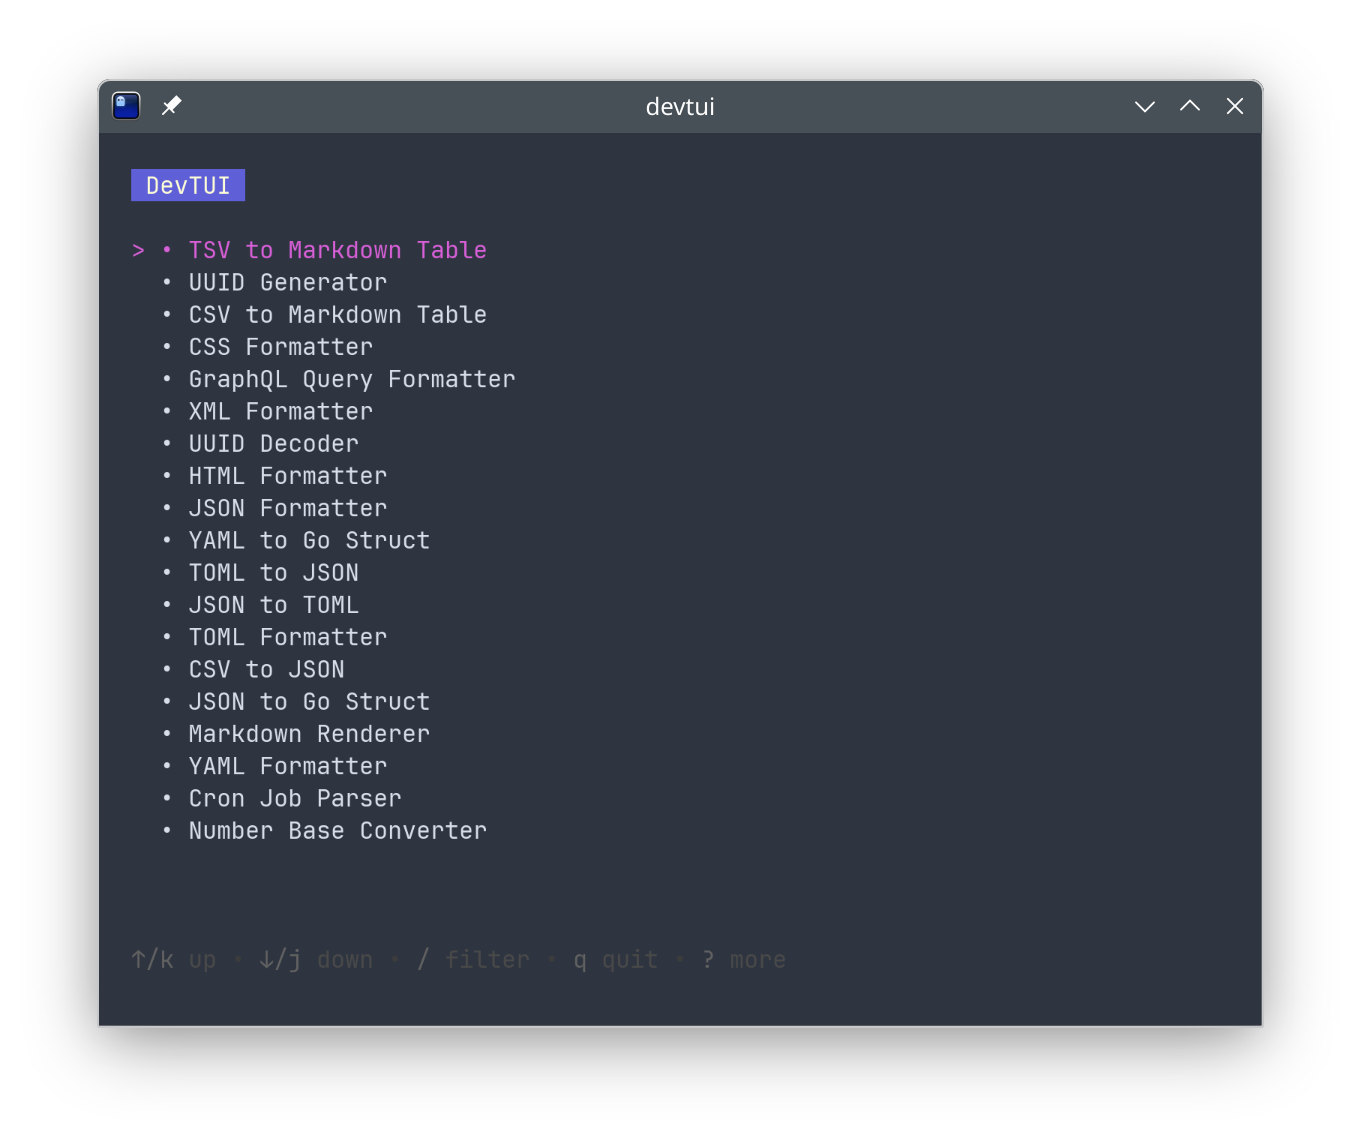 devtui
DevTUI
> • TSV to Markdown Table
• UUID Generator
• CSV to Markdown Table
• CSS Formatter
• GraphQL Query Formatter
• XML Formatter
• UUID Decoder
• HTML Formatter
• JSON Formatter
• YAML to Go Struct
• TOML to JSON
• JSON to TOML
• TOML Formatter
• CSV to JSON
• JSON to Go Struct
• Markdown Renderer
• YAML Formatter
• Cron Job Parser
• Number Base Converter
↑/k up • ↓/j down • / filter • q quit • ? more